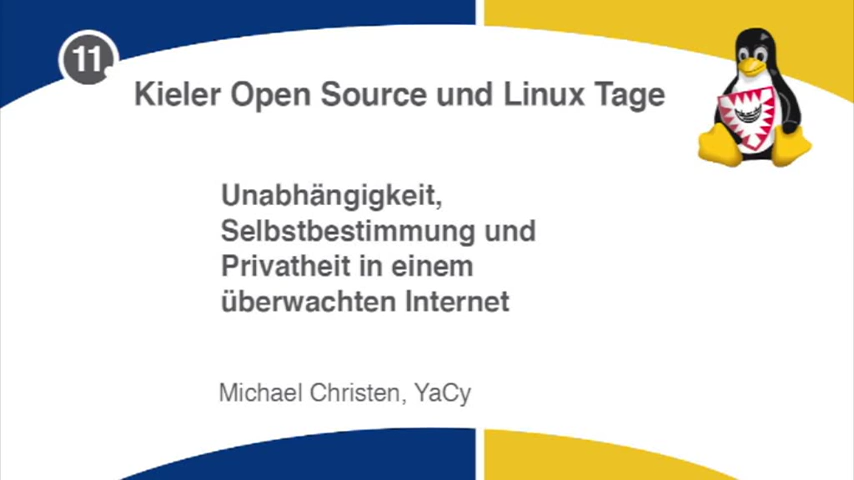 11.
Kieler Open Source und Linux Tage
Unabhängigkeit,
Selbstbestimmung und
Privatheit in einem
überwachten Internet
Michael Christen, YaCy